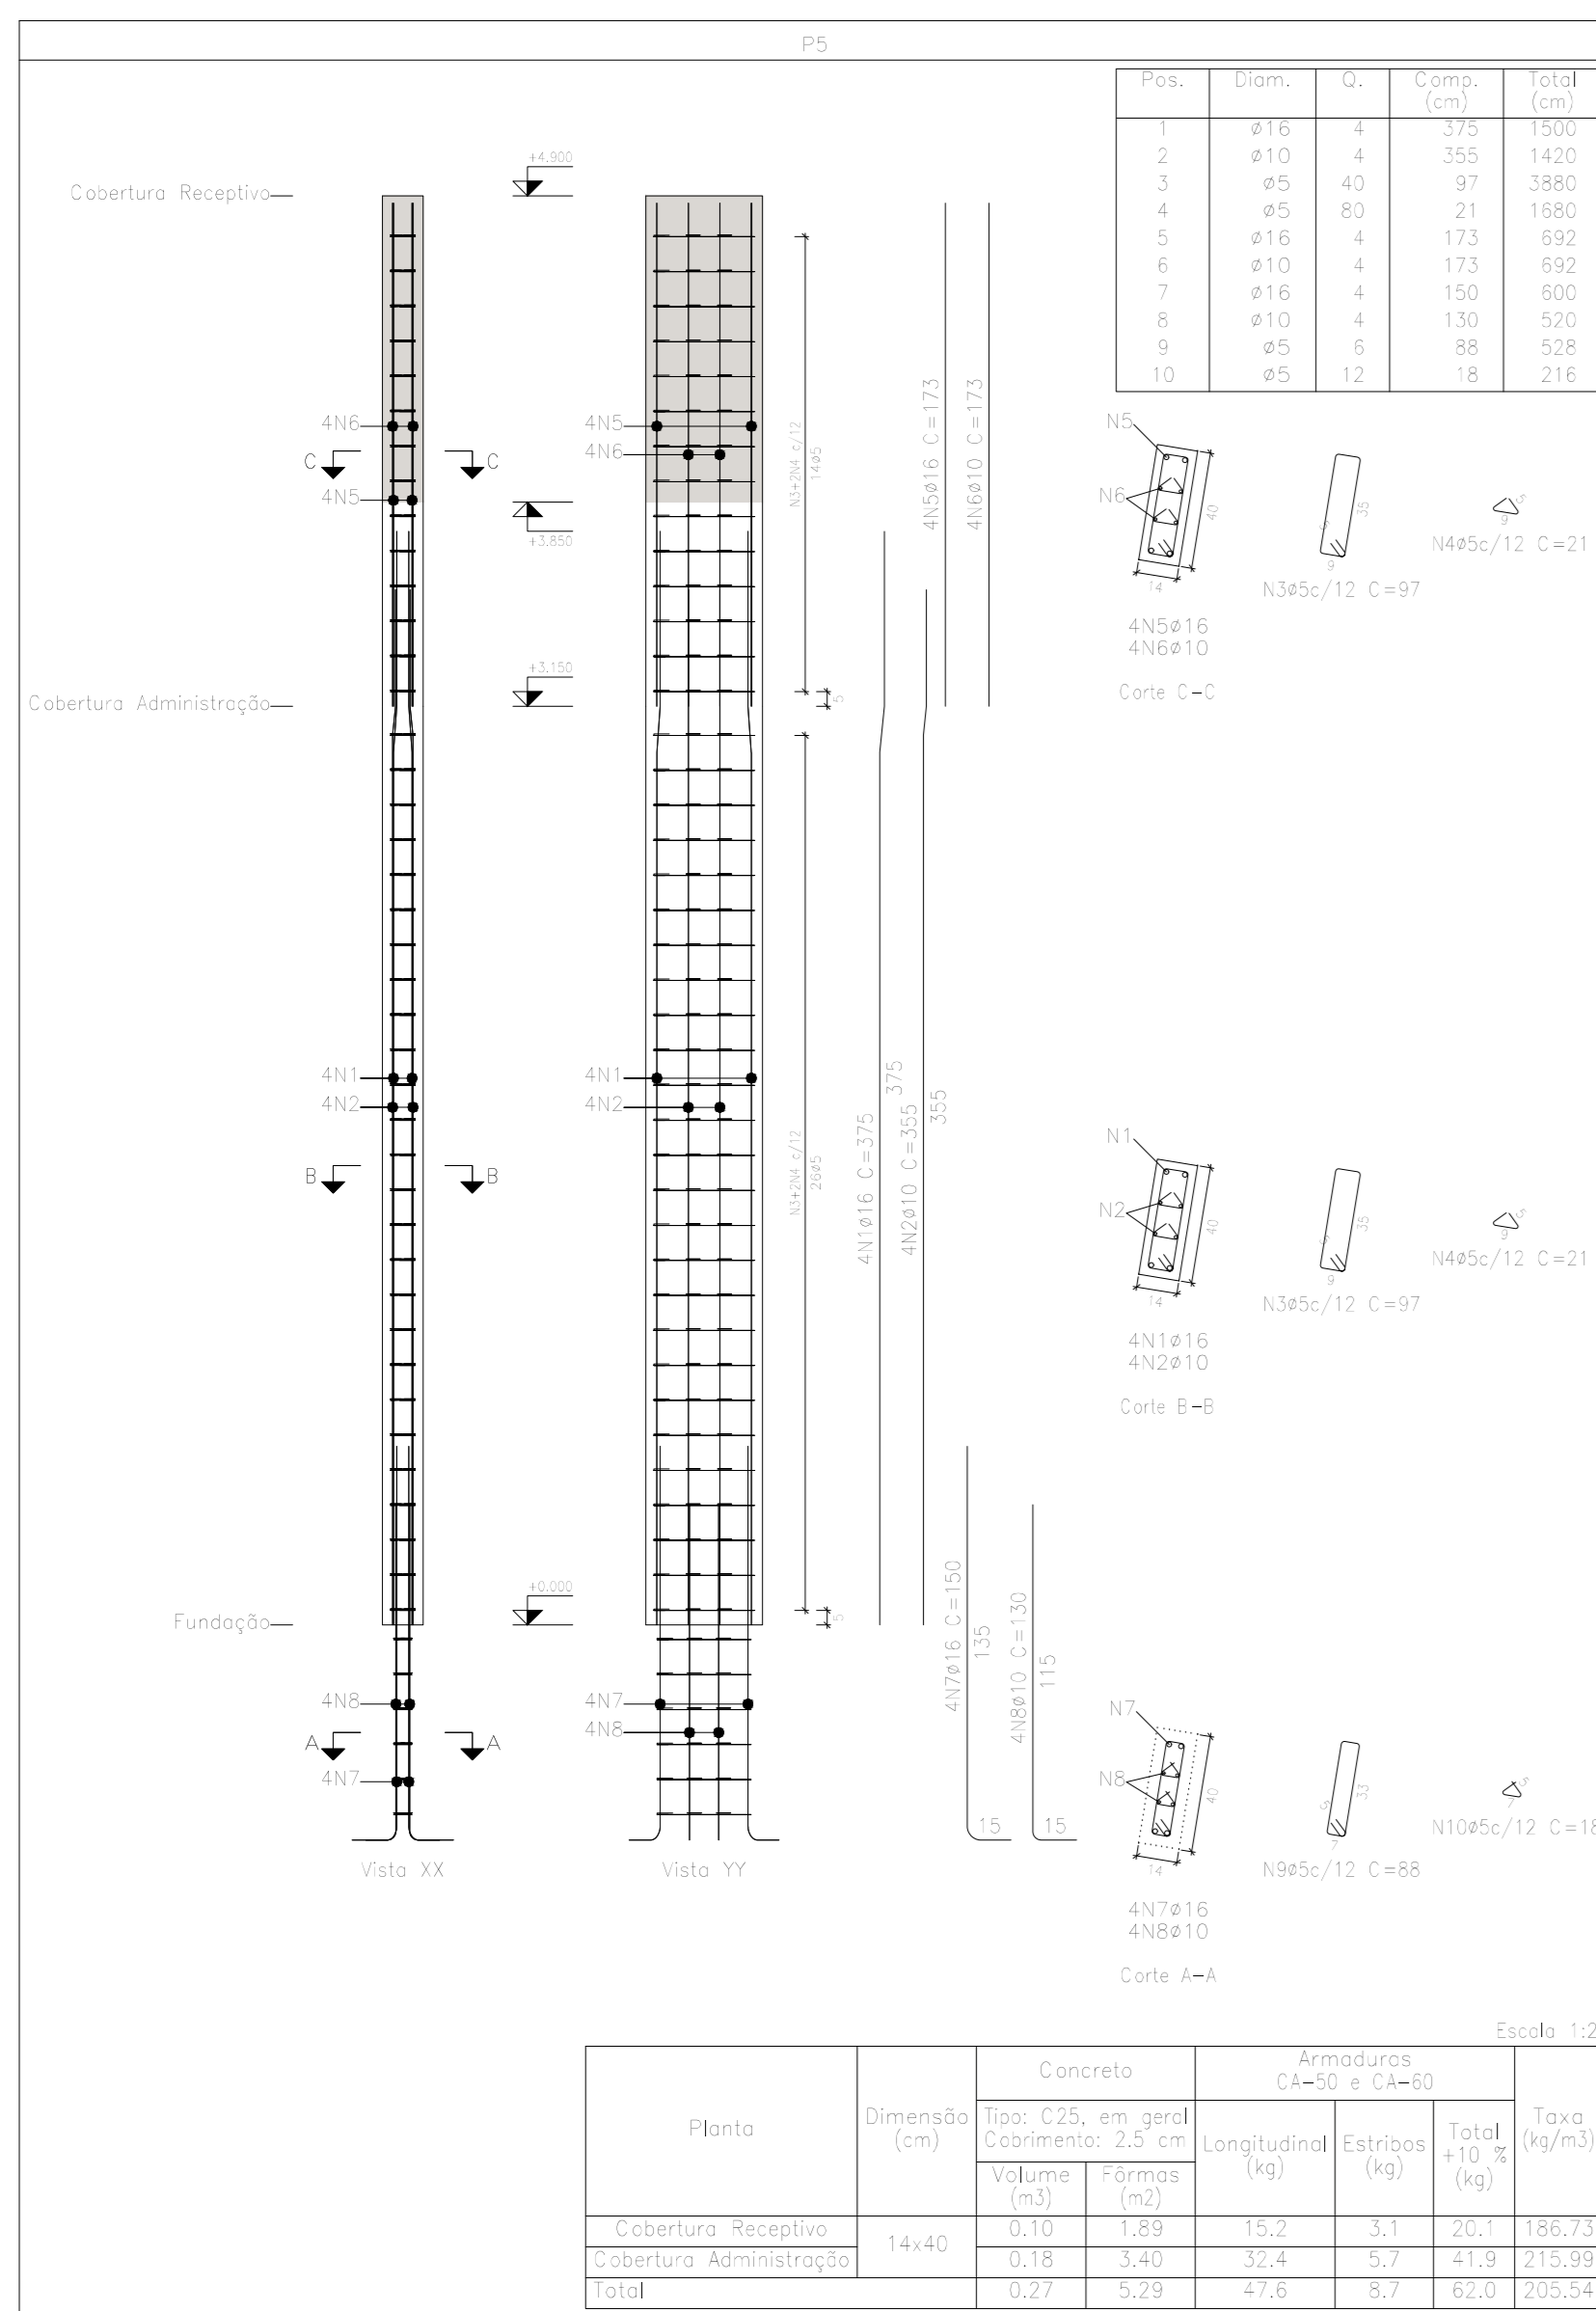 P5
Pos. Diam. Q. Comp. (cm) Total (cm)
1 ø16 4 375 1500
2 ø10 4 355 1420
3 ø5 40 97 3880
4 ø5 80 21 1680
5 ø16 4 173 692
6 ø10 4 173 692
7 ø16 4 150 600
8 ø10 4 130 520
9 ø5 6 88 528
10 ø5 12 18 216
+4.900
Cobertura Receptivo
4N6
C C
4N5
4N5
4N6
N3+2N4 c/12
14ø5
4N5ø16 C=173
4N6ø10 C=173
+3.850
+3.150
Cobertura Administração
5
N5
N6
40
14
4N5ø16
4N6ø10
Corte C-C
5
35
9
N3ø5c/12 C=97
5
9
N4ø5c/12 C=21
4N1
4N2
B B
4N1
4N2
N3+2N4 c/12
26ø5
4N1ø16 C=375
375
4N2ø10 C=355
355
N1
N2
40
14
4N1ø16
4N2ø10
Corte B-B
5
35
9
N3ø5c/12 C=97
5
9
N4ø5c/12 C=21
+0.000
Fundação
5
4N8
A A
4N7
4N7
4N8
4N7ø16 C=150
135
15
4N8ø10 C=130
115
15
Vista XX
Vista YY
N7
N8
40
14
4N7ø16
4N8ø10
Corte A-A
5
33
7
N9ø5c/12 C=88
5
7
N10ø5c/12 C=18
Escala 1:2
Planta
Dimensão (cm)
Concreto
Tipo: C25, em geral
Cobrimento: 2.5 cm
Volume (m3)
Fôrmas (m2)
Armaduras
CA-50 e CA-60
Longitudinal (kg)
Estribos (kg)
Total +10 % (kg)
Taxa (kg/m3)
Cobertura Receptivo 14x40 0.10 1.89 15.2 3.1 20.1 186.73
Cobertura Administração 0.18 3.40 32.4 5.7 41.9 215.99
Total 0.27 5.29 47.6 8.7 62.0 205.54